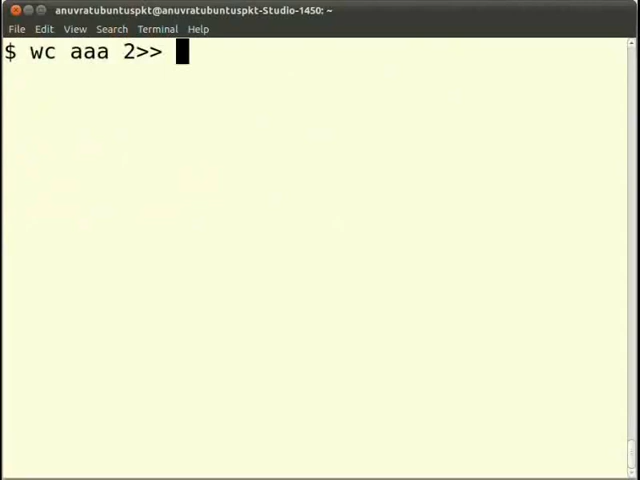 anuvratubuntuspkt@anuvratubuntuspkt-Studio-1450: ~
File Edit View Search Terminal Help
$ wc aaa 2>>